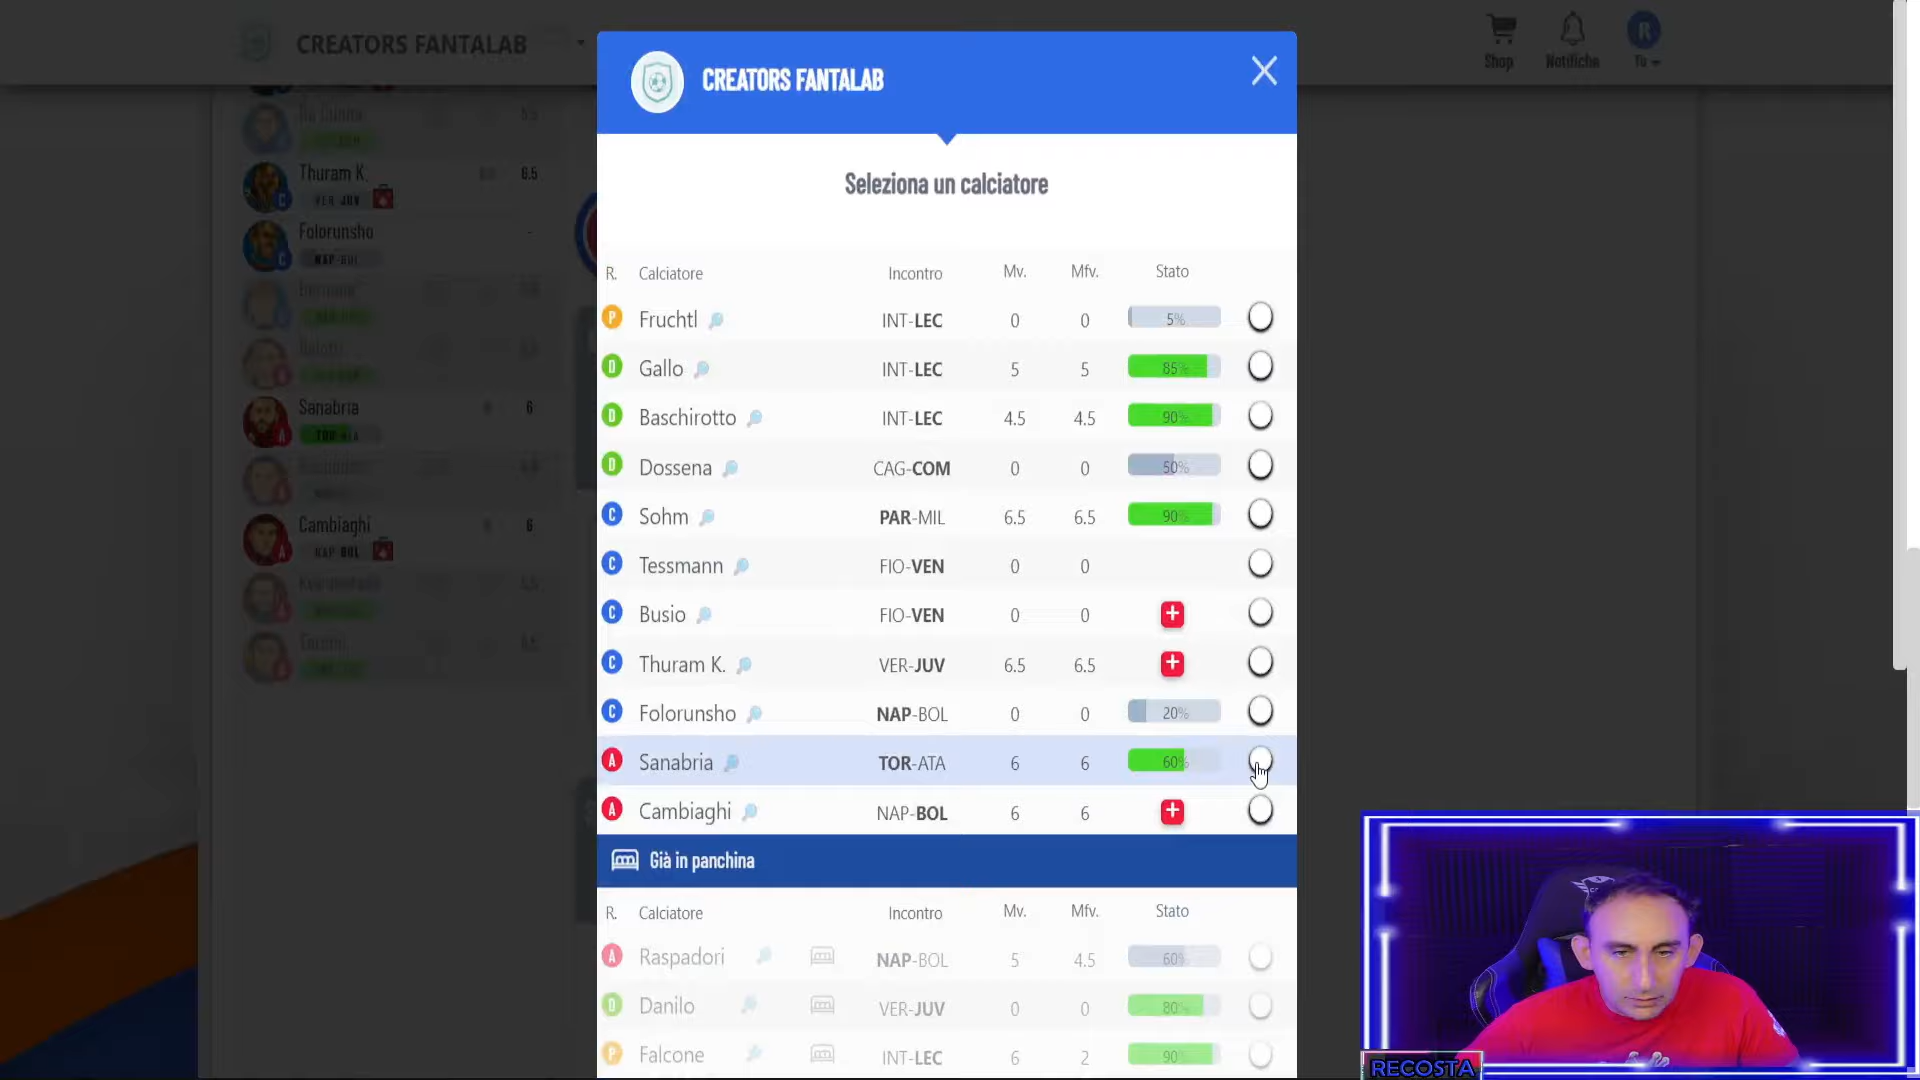 CREATORS FANTALAB
Shop
Notifiche
R
Tu
CREATORS FANTALAB
Seleziona un calciatore
R. Calciatore Incontro Mv. Mfv. Stato
P Fruchtl INT-LEC 0 0 5%
D Gallo INT-LEC 5 5 85%
D Baschirotto INT-LEC 4.5 4.5 90%
D Dossena CAG-COM 0 0 50%
C Sohm PAR-MIL 6.5 6.5 90%
C Tessmann FIO-VEN 0 0
C Busio FIO-VEN 0 0
C Thuram K. VER-JUV 6.5 6.5
C Folorunsho NAP-BOL 0 0 20%
A Sanabria TOR-ATA 6 6 60%
A Cambiaghi NAP-BOL 6 6
Già in panchina
R. Calciatore Incontro Mv. Mfv. Stato
A Raspadori NAP-BOL 5 4.5 60%
D Danilo VER-JUV 0 0 80%
P Falcone INT-LEC 6 2 90%
Thuram K. 6.5
C VER-JUV
Folorunsho -
C NAP-BOL
Sanabria 6 6
A TOR-ATA
Cambiaghi 6 6
A NAP-BOL
RECOSTA